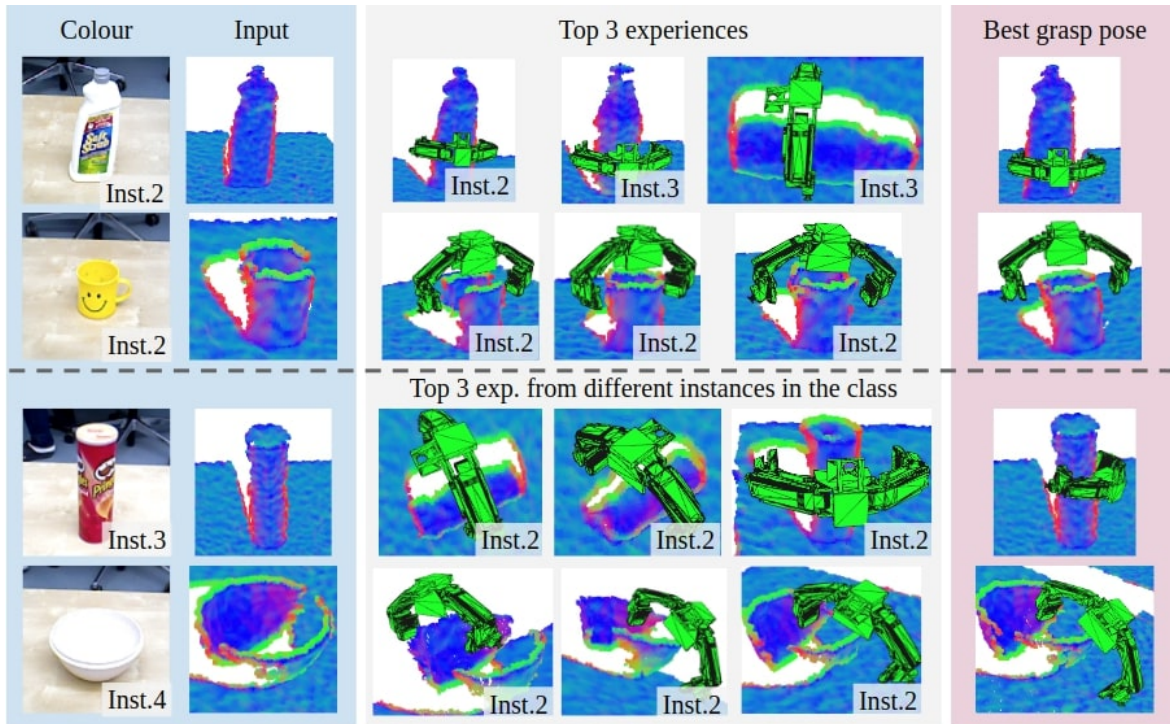 Colour
Input
Top 3 experiences
Best grasp pose
Soft
Scrub
Inst.2
Inst.2
Inst.3
Inst.3
Inst.2
Inst.2
Inst.2
Inst.2
Top 3 exp. from different instances in the class
Inst.3
Inst.2
Inst.2
Inst.2
Inst.4
Inst.2
Inst.2
Inst.2